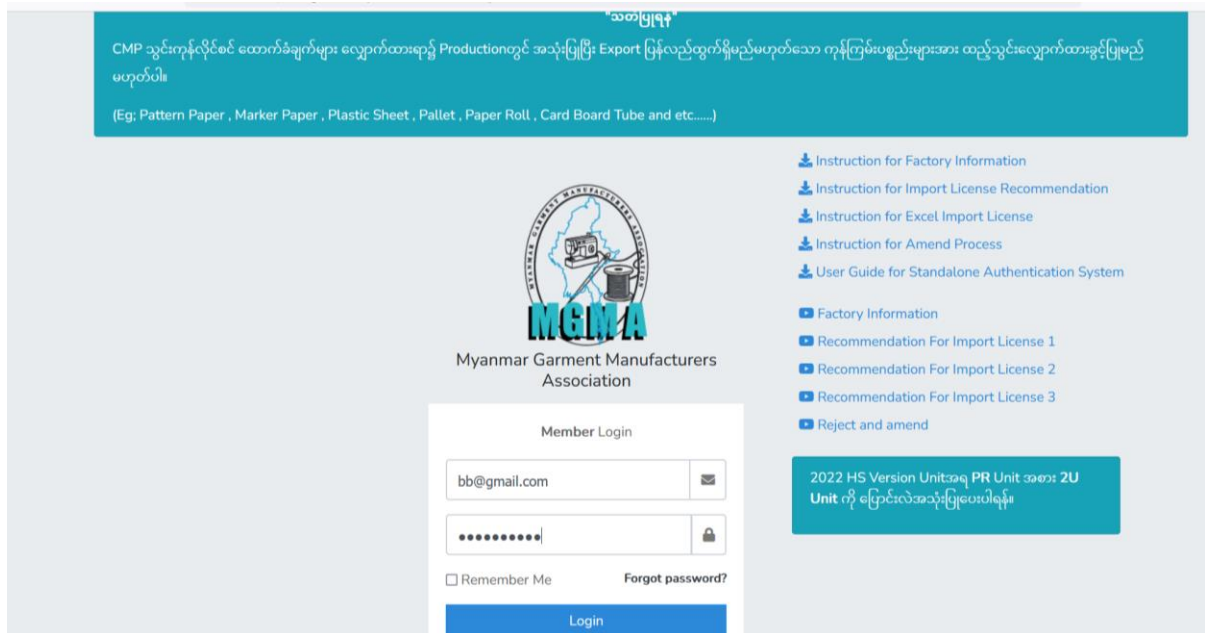 "သတိပြုရန်"
CMP သွင်းကုန်လိုင်စင် ထောက်ခံချက်များ လျှောက်ထားရာ၌ Productionတွင် အသုံးပြုပြီး Export ပြန်လည်ထွက်ရှိမည်မဟုတ်သော ကုန်ကြမ်းပစ္စည်းများအား ထည့်သွင်းလျှောက်ထားခွင့်ပြုမည်
မဟုတ်ပါ။
(Eg; Pattern Paper , Marker Paper , Plastic Sheet , Pallet , Paper Roll , Card Board Tube and etc......)
MYANMAR GARMENT MANUFACTURERS ASSOCIATION
MGMA
Myanmar Garment Manufacturers
Association
Member Login
bb@gmail.com
Remember Me
Forgot password?
Login
Instruction for Factory Information
Instruction for Import License Recommendation
Instruction for Excel Import License
Instruction for Amend Process
User Guide for Standalone Authentication System
Factory Information
Recommendation For Import License 1
Recommendation For Import License 2
Recommendation For Import License 3
Reject and amend
2022 HS Version Unitအရ PR Unit အစား 2U
Unit ကို ပြောင်းလဲအသုံးပြုပေးပါရန်။